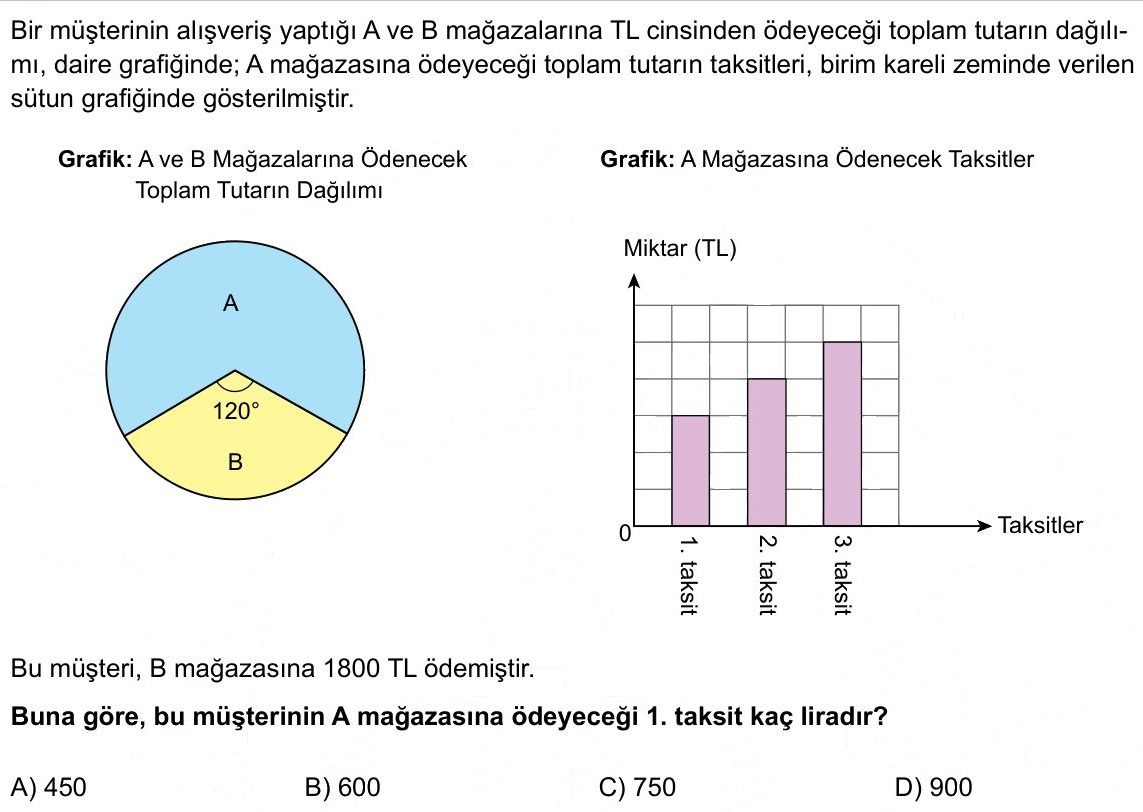 Bir müşterinin alışveriş yaptığı A ve B mağazalarına TL cinsinden ödeyeceği toplam tutarın dağılı-
mı, daire grafiğinde; A mağazasına ödeyeceği toplam tutarın taksitleri, birim kareli zeminde verilen
sütun grafiğinde gösterilmiştir.
Grafik: A ve B Mağazalarına Ödenecek
Toplam Tutarın Dağılımı
A
120°
B
Grafik: A Mağazasına Ödenecek Taksitler
Miktar (TL)
0
Taksitler
1. taksit
2. taksit
3. taksit
Bu müşteri, B mağazasına 1800 TL ödemiştir.
Buna göre, bu müşterinin A mağazasına ödeyeceği 1. taksit kaç liradır?
A) 450 B) 600 C) 750 D) 900